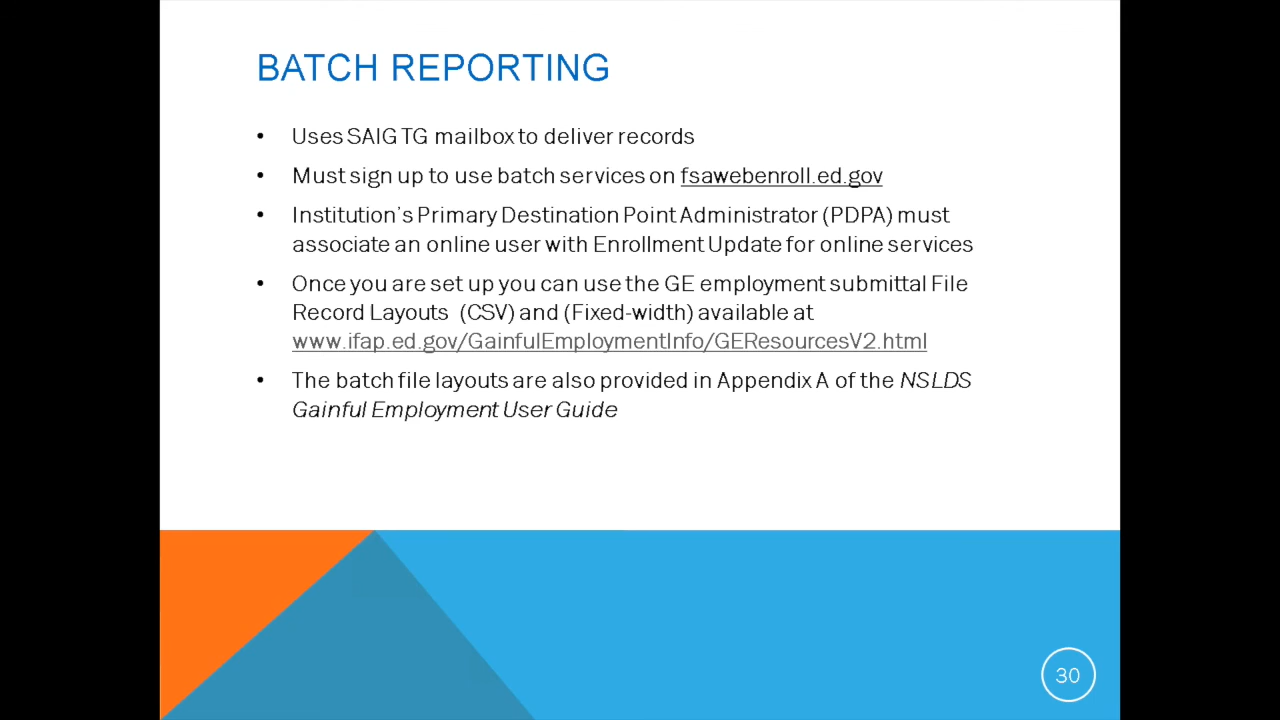 BATCH REPORTING
• Uses SAIG TG mailbox to deliver records
• Must sign up to use batch services on fsawebenroll.ed.gov
• Institution's Primary Destination Point Administrator (PDPA) must
associate an online user with Enrollment Update for online services
• Once you are set up you can use the GE employment submittal File
Record Layouts (CSV) and (Fixed-width) available at
www.ifap.ed.gov/GainfulEmploymentInfo/GEResourcesV2.html
• The batch file layouts are also provided in Appendix A of the NSLDS
Gainful Employment User Guide
30